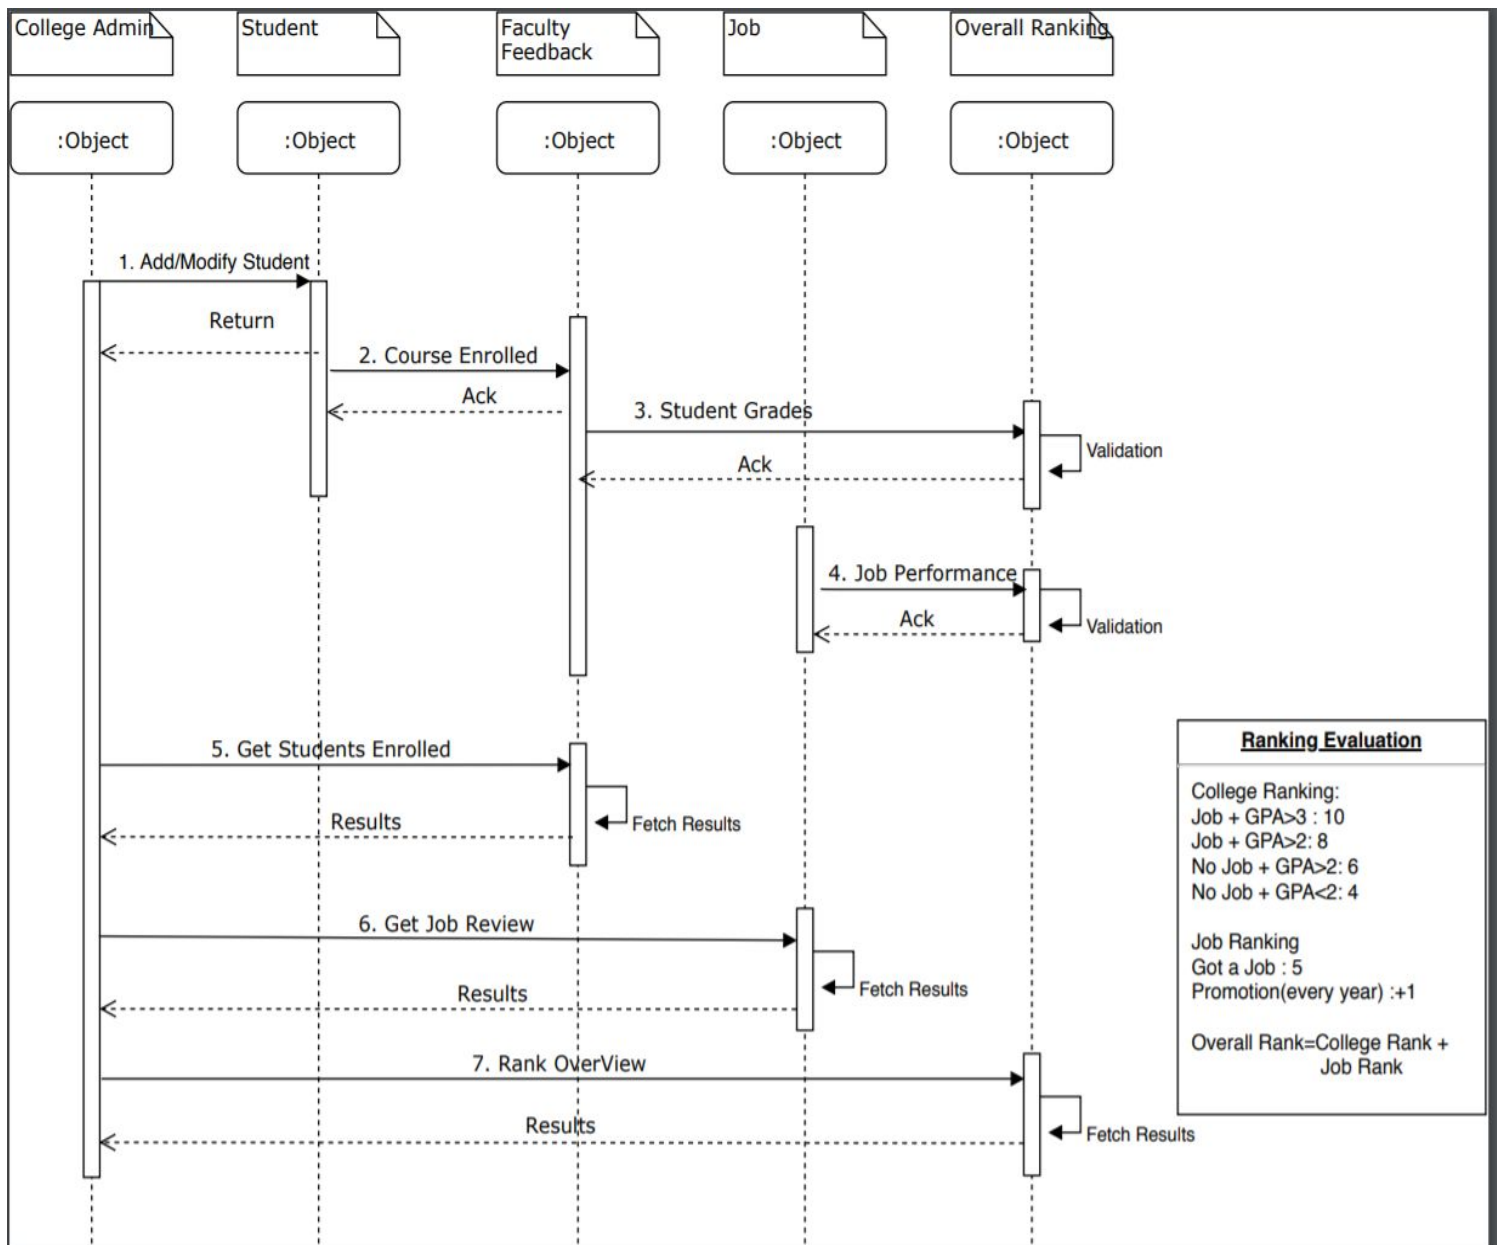 College Admin
Student
Faculty
Feedback
Job
Overall Ranking
:Object
:Object
:Object
:Object
:Object
1. Add/Modify Student
Return
2. Course Enrolled
Ack
3. Student Grades
Validation
Ack
4. Job Performance
Ack
Validation
5. Get Students Enrolled
Results
Fetch Results
6. Get Job Review
Results
Fetch Results
7. Rank OverView
Results
Fetch Results
Ranking Evaluation
College Ranking:
Job + GPA>3 : 10
Job + GPA>2: 8
No Job + GPA>2: 6
No Job + GPA<2: 4
Job Ranking
Got a Job : 5
Promotion(every year) :+1
Overall Rank=College Rank +
Job Rank